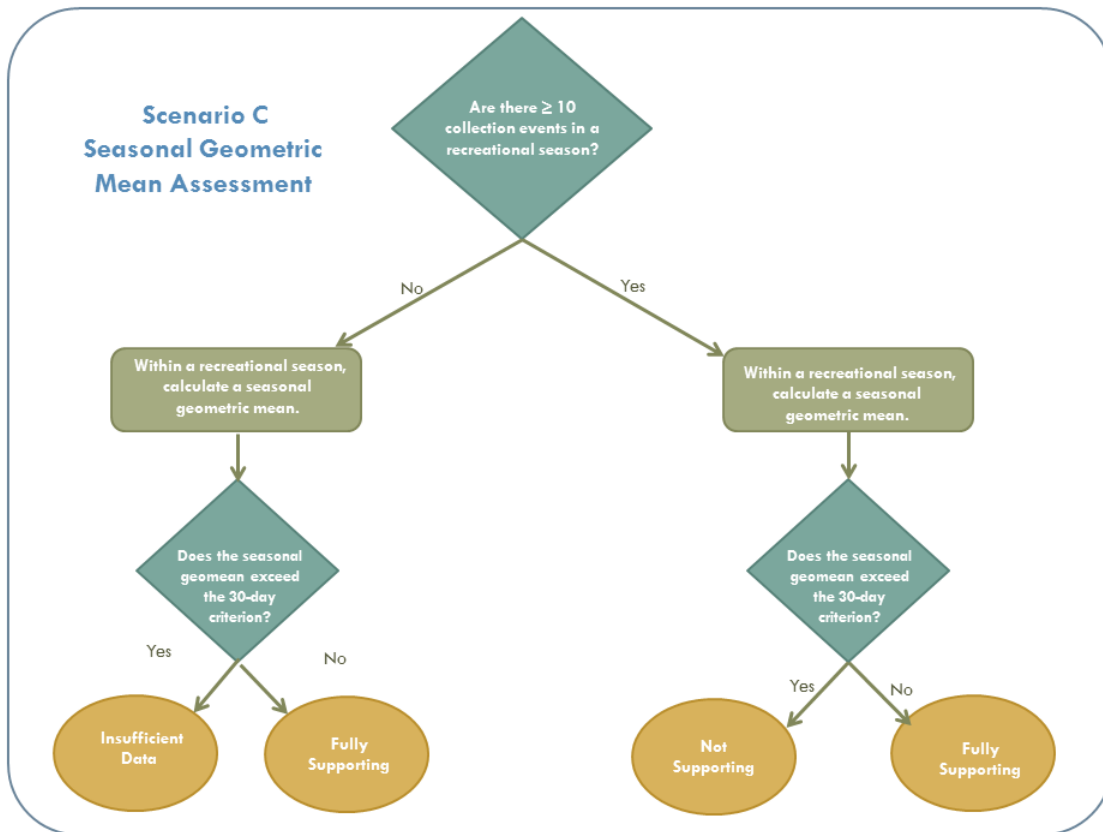 Scenario C
Seasonal Geometric
Mean Assessment
Are there ≥ 10
collection events in a
recreational season?
No
Yes
Within a recreational season,
calculate a seasonal
geometric mean.
Within a recreational season,
calculate a seasonal
geometric mean.
Does the seasonal
geomean exceed
the 30-day
criterion?
Does the seasonal
geomean exceed
the 30-day
criterion?
Yes
No
Yes
No
Insufficient
Data
Fully
Supporting
Not
Supporting
Fully
Supporting